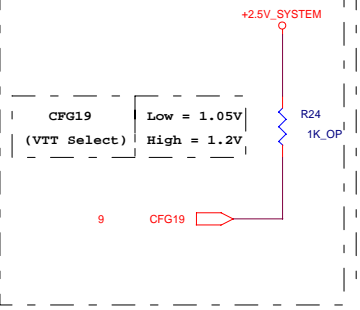 +2.5V_SYSTEM
CFG19 Low = 1.05V
(VTT Select) High = 1.2V
R24
1K_OP
9 CFG19